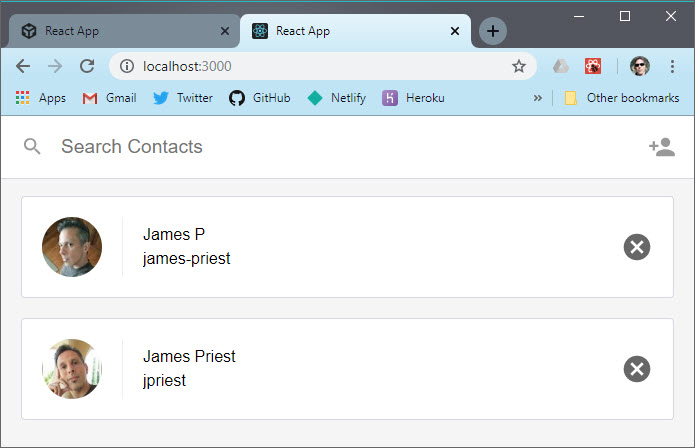 React App
React App
localhost:3000
Apps Gmail Twitter GitHub Netlify Heroku » Other bookmarks
Search Contacts
James P
james-priest
James Priest
jpriest